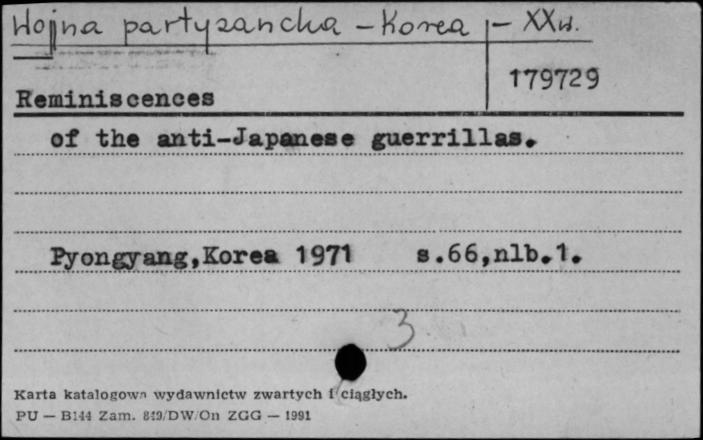 Wojna partyzancka - Korea - XXw.
179729
Reminiscences
of the anti-Japanese guerrillas.
Pyongyang,Korea 1971 s.66,nlb.1.
3
Karta katalogowa wydawnictw zwartych i ciągłych.
PU — B144 Zam. 849/DW/On ZGG — 1991